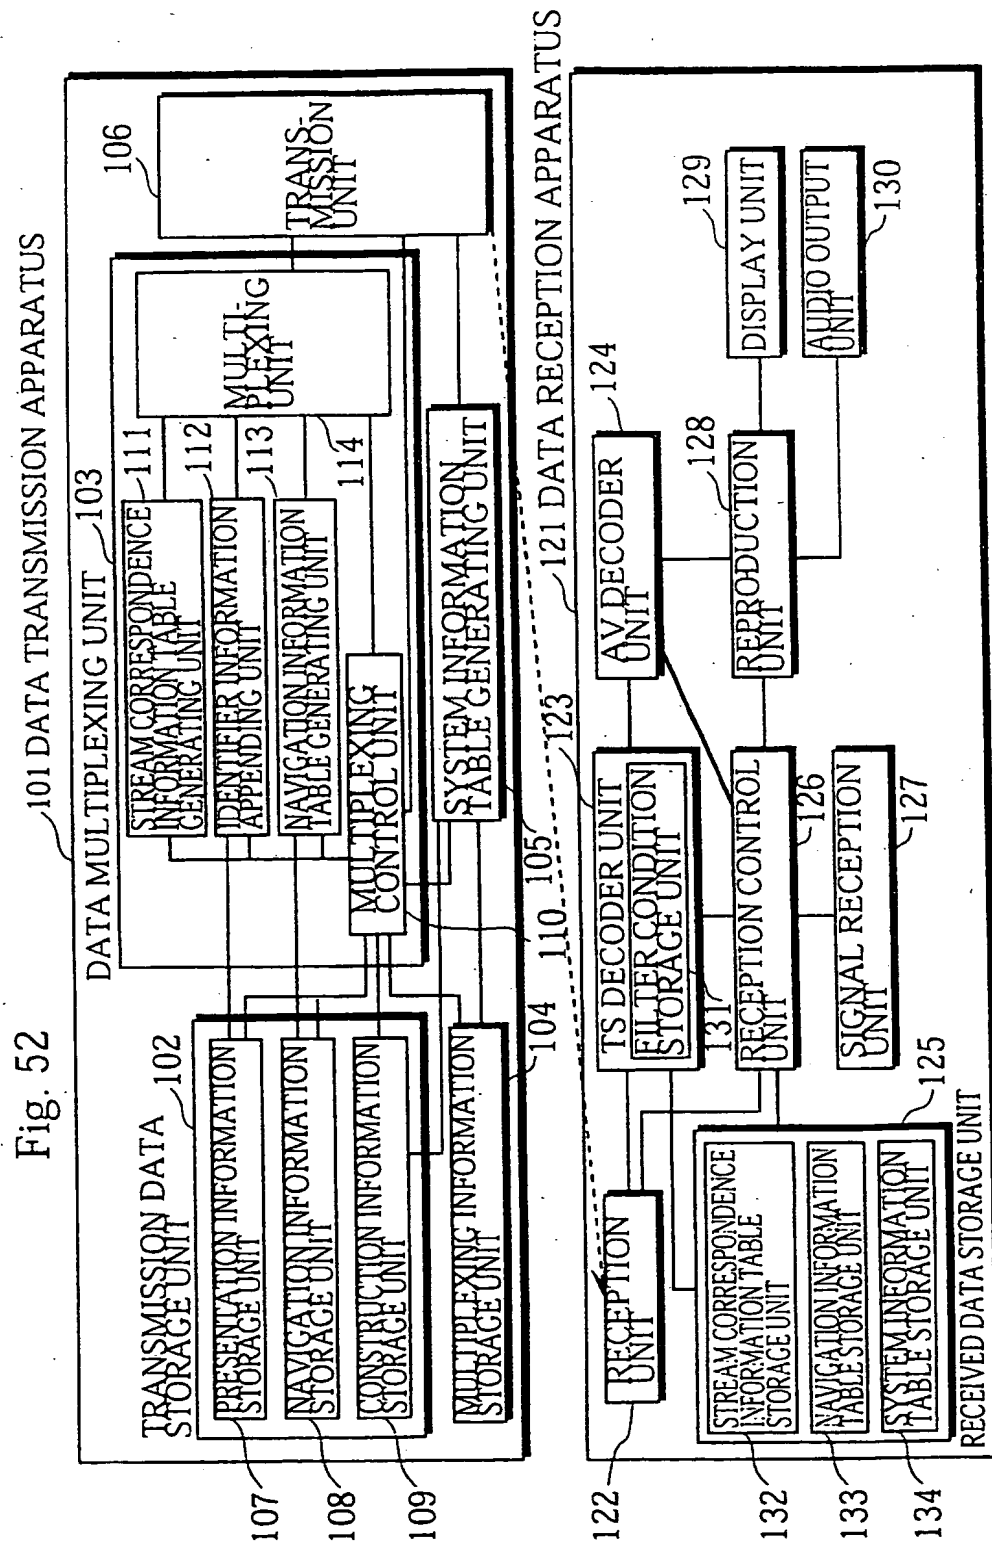 Fig. 52
101 DATA TRANSMISSION APPARATUS
DATA MULTIPLEXING UNIT
103
TRANSMISSION DATA
STORAGE UNIT
102
PRESENTATION INFORMATION
STORAGE UNIT
107
NAVIGATION INFORMATION
STORAGE UNIT
108
CONSTRUCTION INFORMATION
STORAGE UNIT
109
MULTIPLEXING INFORMATION
STORAGE UNIT
104
STREAM CORRESPONDENCE
INFORMATION TABLE
GENERATING UNIT
111
IDENTIFIER INFORMATION
APPENDING UNIT
112
NAVIGATION INFORMATION
TABLE GENERATING UNIT
113
MULTIPLEXING
CONTROL UNIT
110
MULTI-
PLEXING
UNIT
114
SYSTEM INFORMATION
TABLE GENERATING UNIT
105
TRANS-
MISSION
UNIT
106
121 DATA RECEPTION APPARATUS
RECEPTION
UNIT
122
TS DECODER UNIT
123
FILTER CONDITION
STORAGE UNIT
131
AV DECODER
UNIT
124
RECEPTION CONTROL
UNIT
126
SIGNAL RECEPTION
UNIT
127
REPRODUCTION
UNIT
128
DISPLAY UNIT
129
AUDIO OUTPUT
UNIT
130
STREAM CORRESPONDENCE
INFORMATION TABLE
STORAGE UNIT
132
NAVIGATION INFORMATION
TABLE STORAGE UNIT
133
SYSTEM INFORMATION
TABLE STORAGE UNIT
134
125
RECEIVED DATA STORAGE UNIT